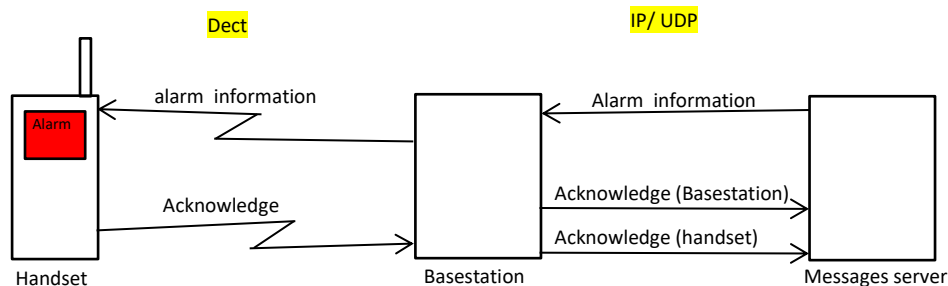 Dect
IP/ UDP
alarm information
Alarm information
Alarm
Acknowledge
Acknowledge (Basestation)
Acknowledge (handset)
Handset
Basestation
Messages server